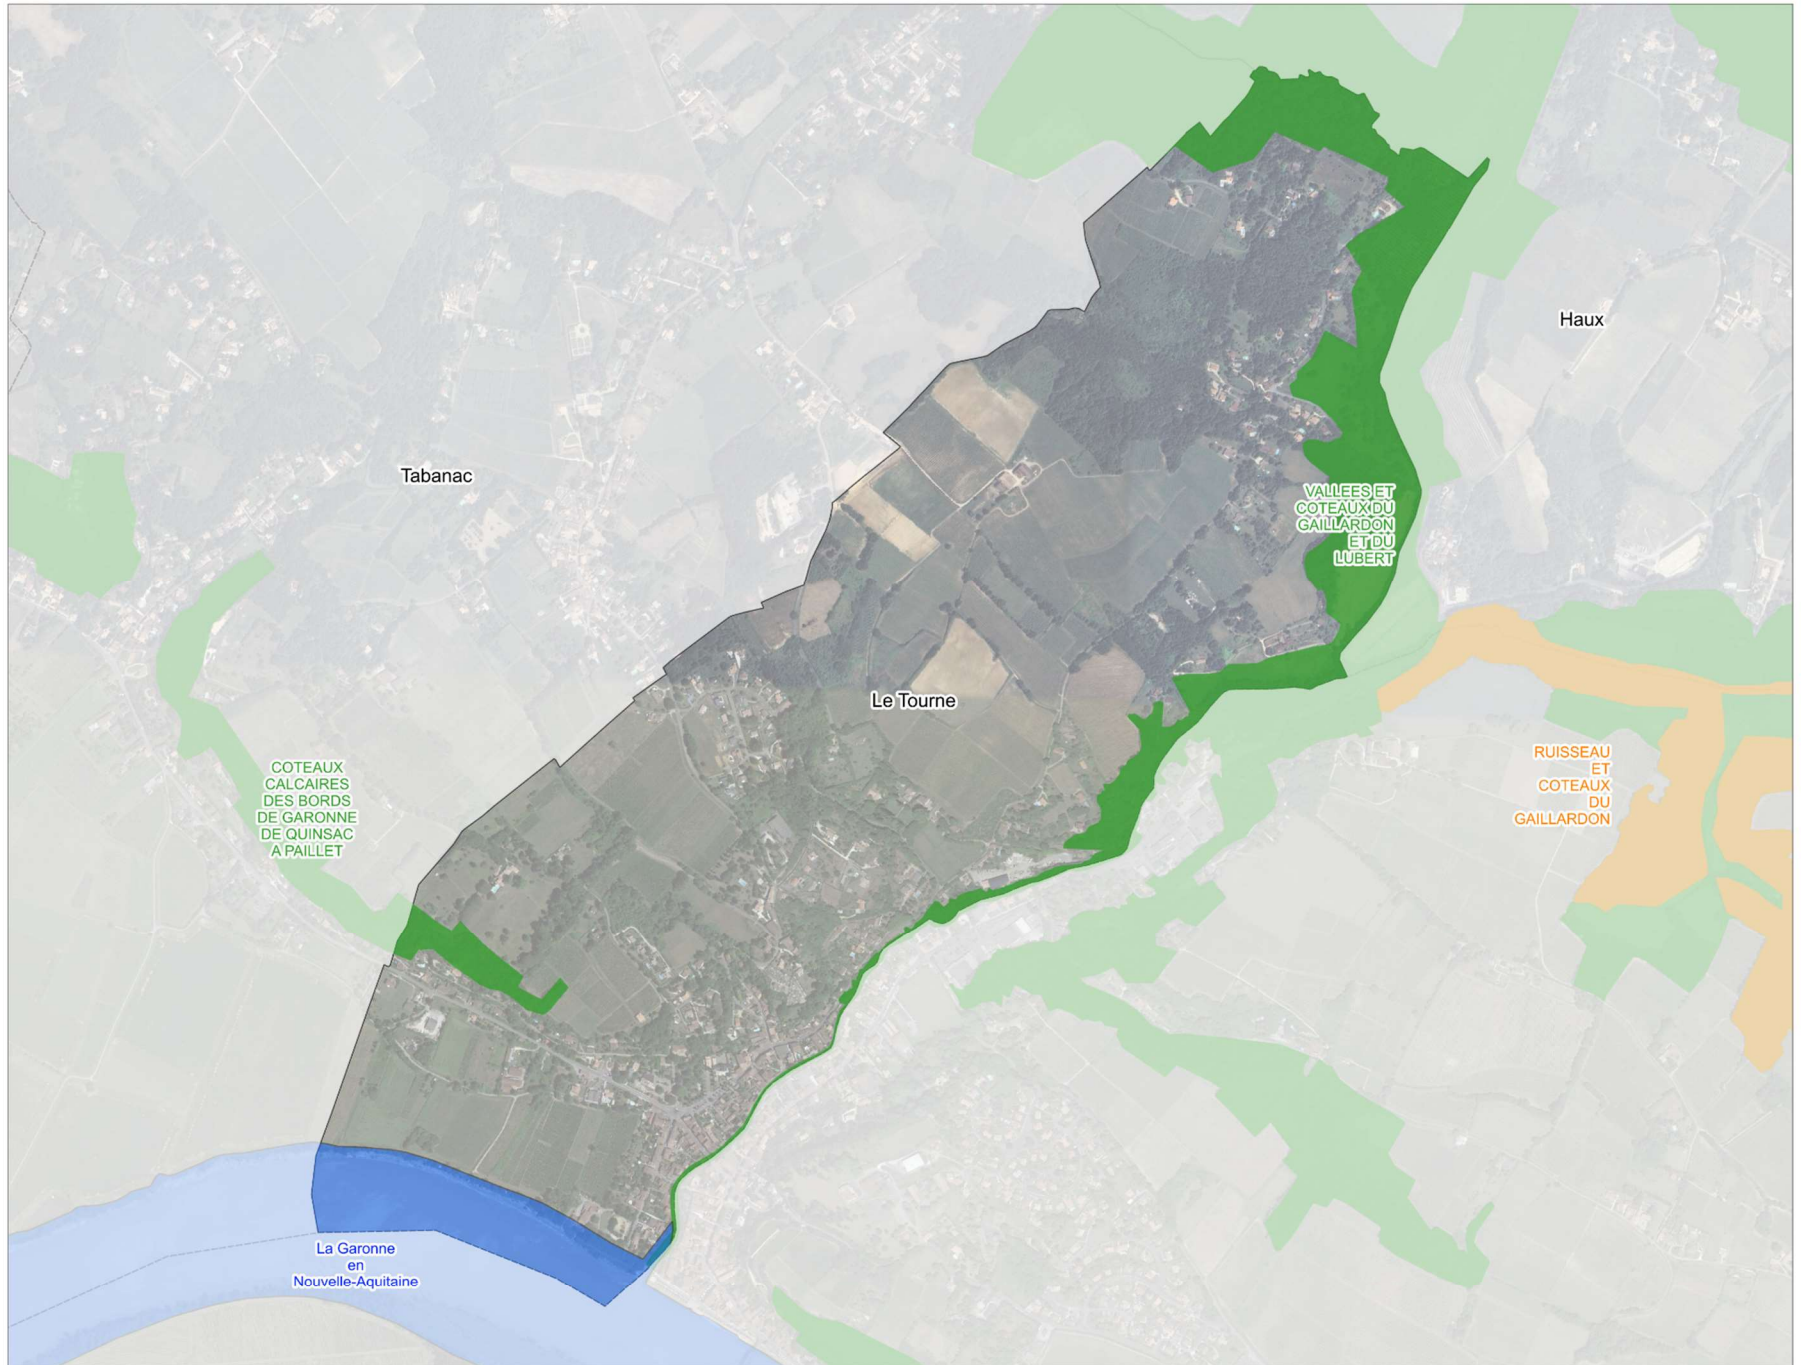 Haux
Tabanac
VALLEES ET
COTEAUX DU
GAILLARDON
ET DU
LUBERT
Le Tourne
COTEAUX
CALCAIRES
DES BORDS
DE GARONNE
DE QUINSAC
A PAILLET
RUISSEAU
ET
COTEAUX
DU
GAILLARDON
La Garonne
en
Nouvelle-Aquitaine